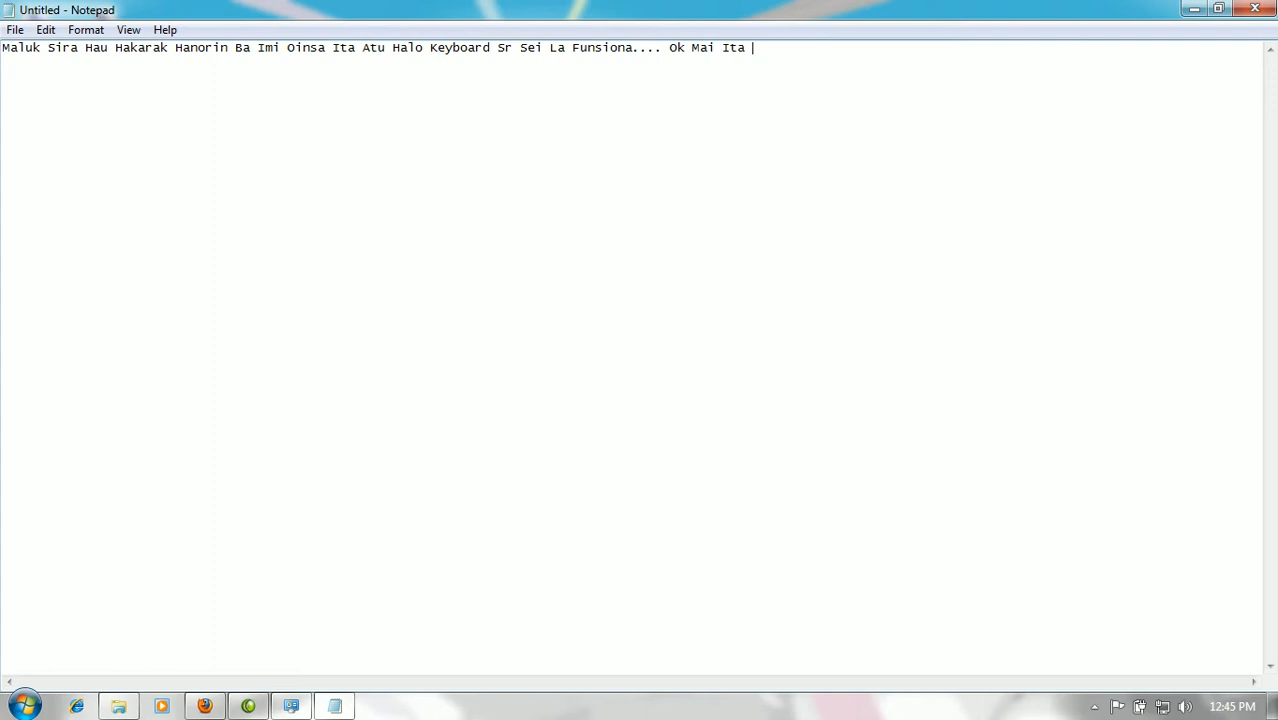 Untitled - Notepad
File Edit Format View Help
Maluk Sira Hau Hakarak Hanorin Ba Imi Oinsa Ita Atu Halo Keyboard Sr Sei La Funsiona.... Ok Mai Ita
12:45 PM